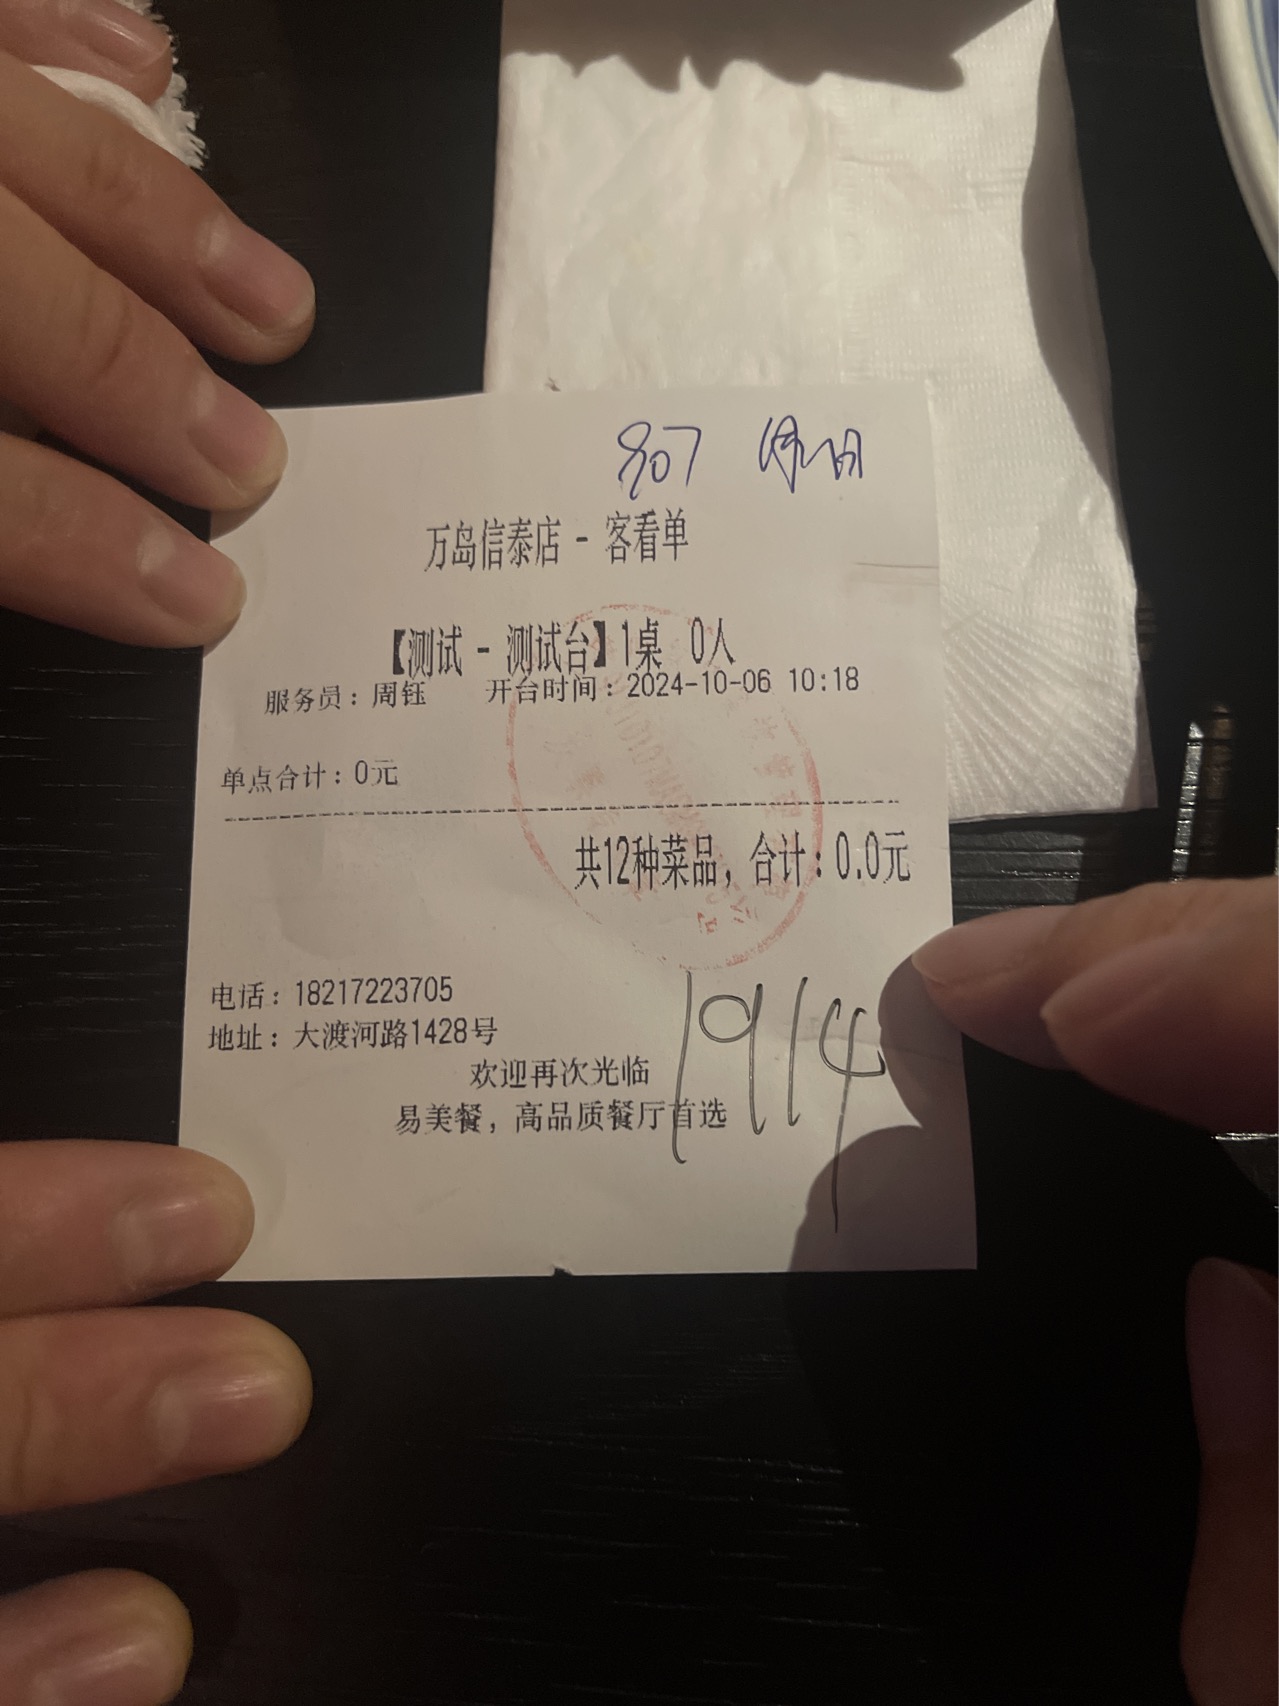 807
万岛信泰店 - 客看单
【测试 - 测试台】1桌 0人
服务员：周钰 开台时间：2024-10-06 10:18
单点合计：0元
共12种菜品，合计：0.0元
电话：18217223705
地址：大渡河路1428号
1914
欢迎再次光临
易美餐，高品质餐厅首选